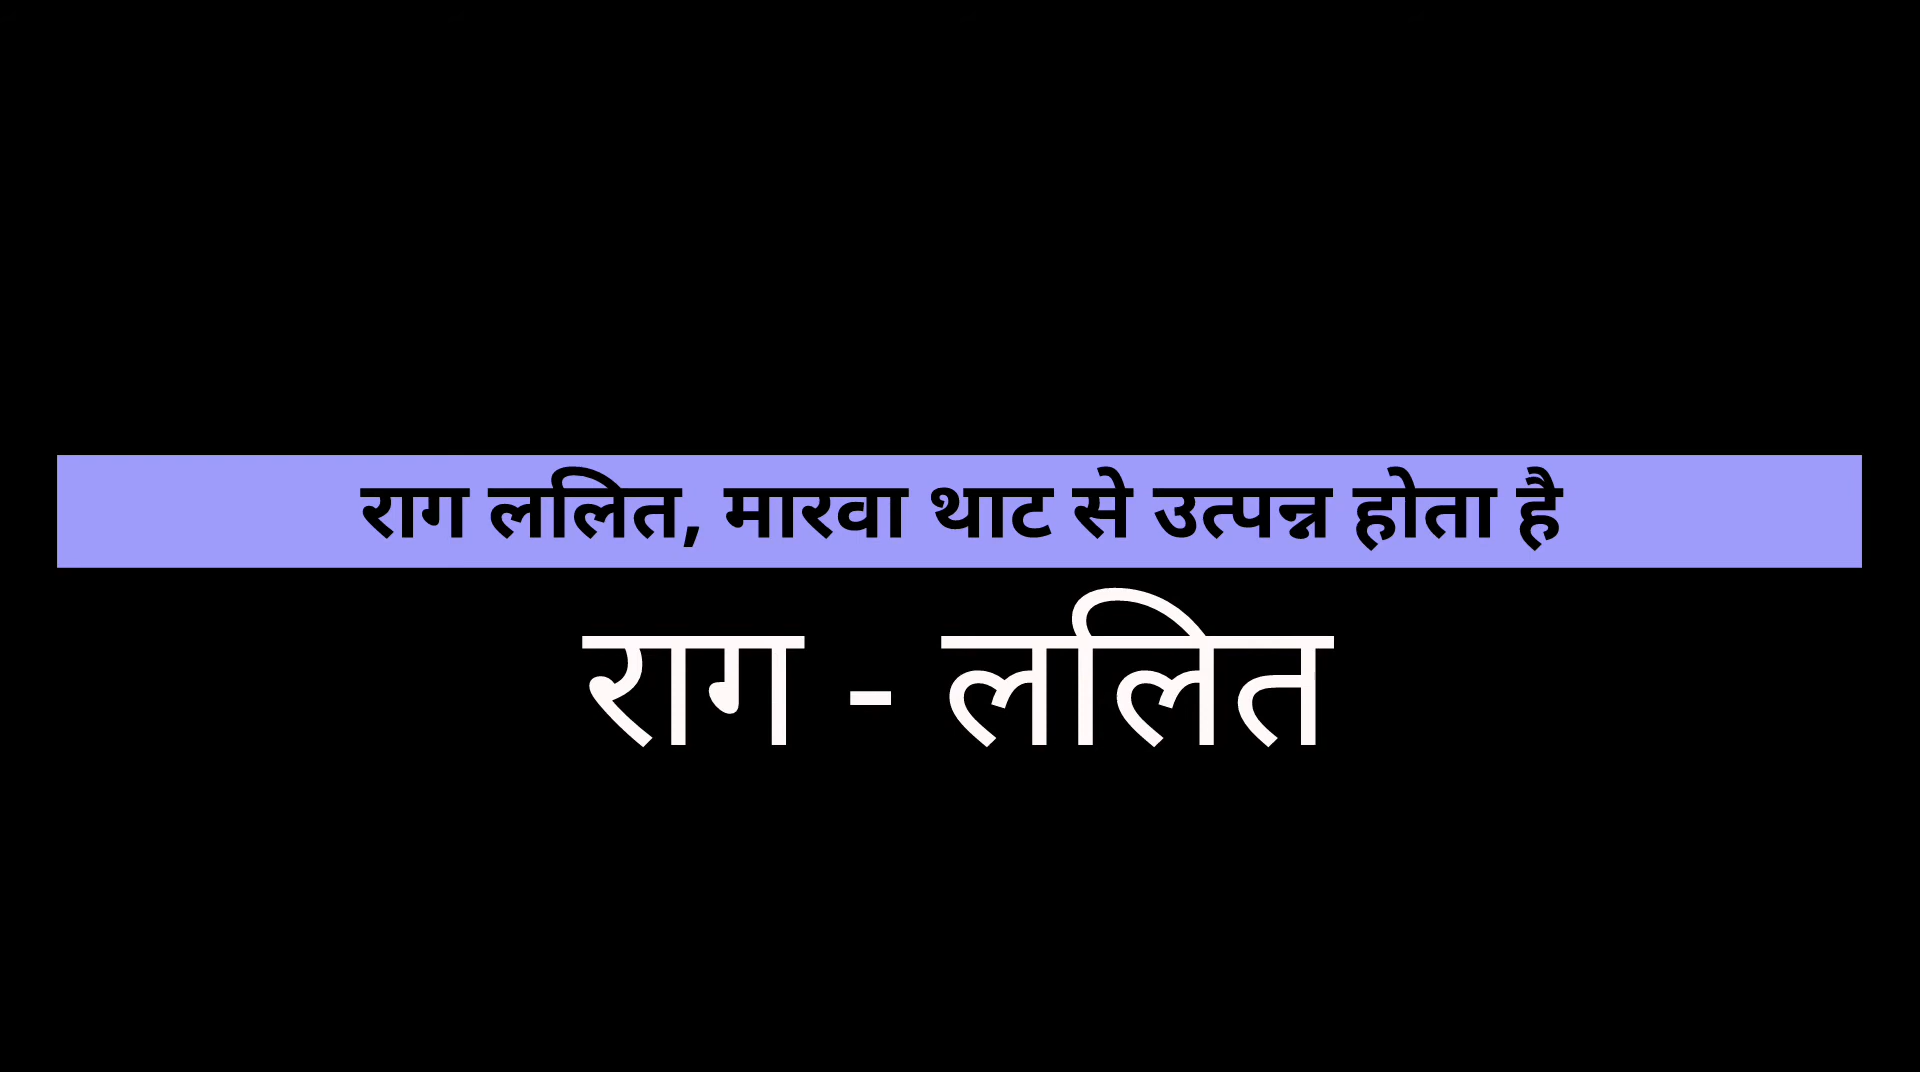 राग ललित, मारवा थाट से उत्पन्न होता है
राग - ललित